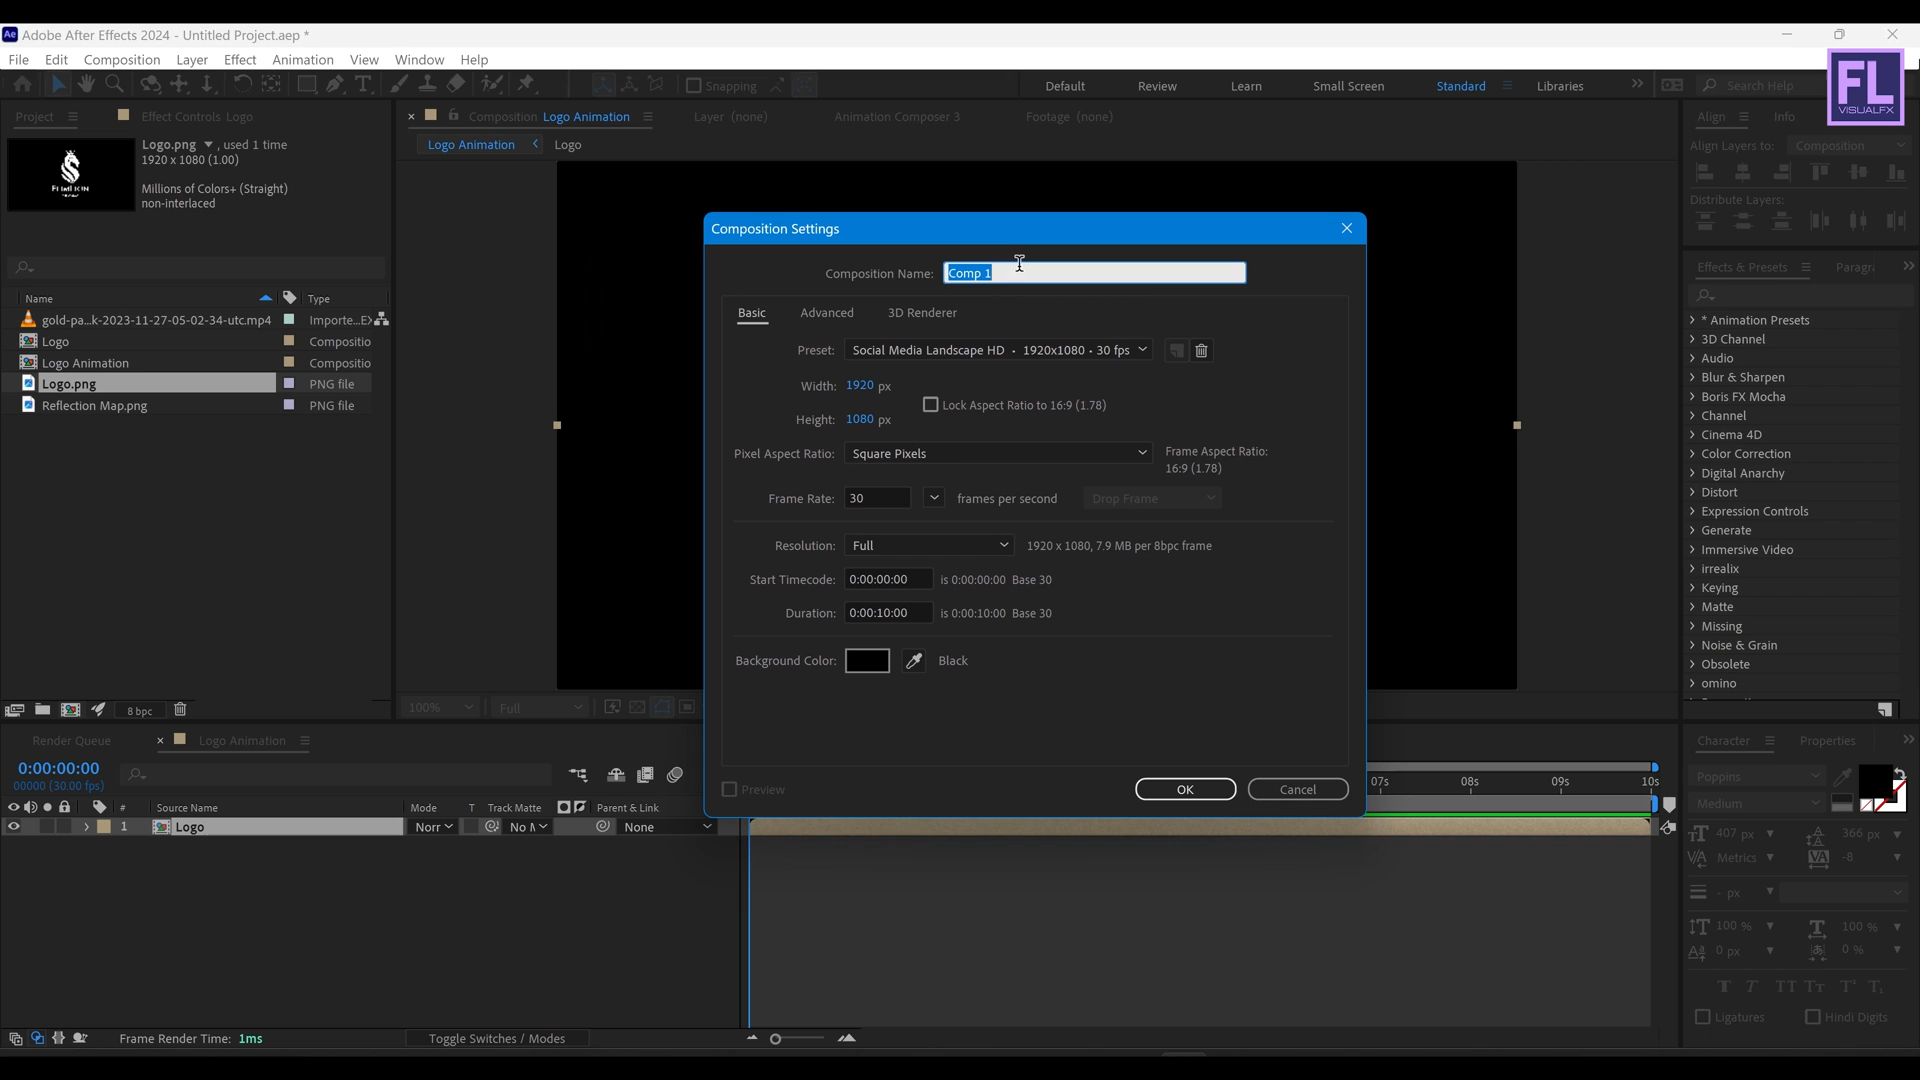 Ae Adobe After Effects 2024 - Untitled Project.aep *
File Edit Composition Layer Effect Animation View Window Help
Snapping
Default Review Learn Small Screen Standard Libraries
Search Help
FL
VISUALFX
Project
Effect Controls Logo
Logo.png , used 1 time
1920 x 1080 (1.00)
Millions of Colors+ (Straight)
non-interlaced
Name Type
gold-pa...k-2023-11-27-05-02-34-utc.mp4 Importe...E
Logo Compositio
Logo Animation Compositio
Logo.png PNG file
Reflection Map.png PNG file
8 bpc
Composition Logo Animation
Layer (none)
Animation Composer 3
Footage (none)
Logo Animation Logo
100% Full
Composition Settings
Composition Name: Comp 1
Basic Advanced 3D Renderer
Preset: Social Media Landscape HD • 1920x1080 • 30 fps
Width: 1920 px
Lock Aspect Ratio to 16:9 (1.78)
Height: 1080 px
Pixel Aspect Ratio: Square Pixels
Frame Aspect Ratio:
16:9 (1.78)
Frame Rate: 30 frames per second Drop Frame
Resolution: Full 1920 x 1080, 7.9 MB per 8bpc frame
Start Timecode: 0:00:00:00 is 0:00:00:00 Base 30
Duration: 0:00:10:00 is 0:00:10:00 Base 30
Background Color: Black
Preview OK Cancel
Align Info
Align Layers to: Composition
Distribute Layers:
Effects & Presets Paragra
* Animation Presets
3D Channel
Audio
Blur & Sharpen
Boris FX Mocha
Channel
Cinema 4D
Color Correction
Digital Anarchy
Distort
Expression Controls
Generate
Immersive Video
irrealix
Keying
Matte
Missing
Noise & Grain
Obsolete
omino
Render Queue Logo Animation
0:00:00:00
00000 (30.00 fps)
# Source Name Mode T Track Matte Parent & Link
1 Logo Norr No M None
07s 08s 09s 10s
Frame Render Time: 1ms
Toggle Switches / Modes
Character Properties
Poppins
Medium
407 px 366 px
Metrics -8
- px
100 % 100 %
0 px 0 %
Ligatures Hindi Digits